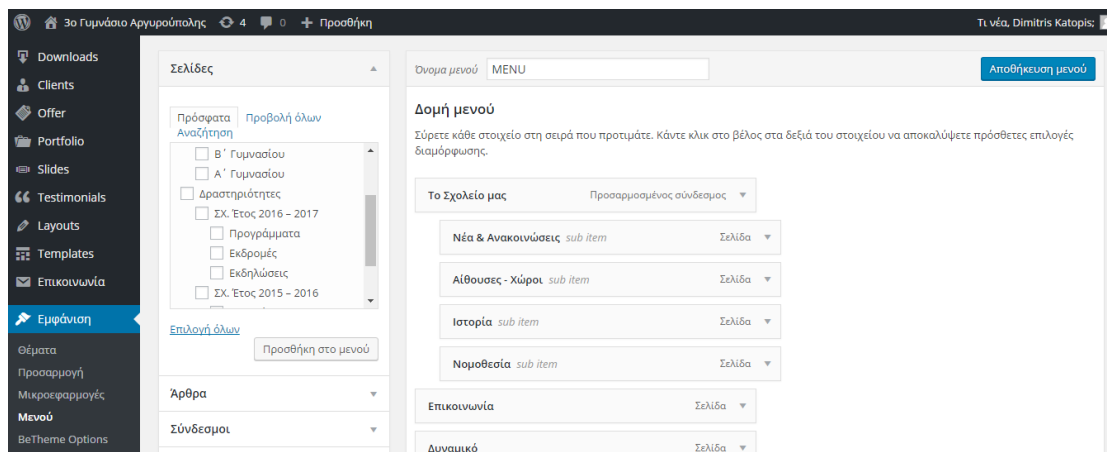 3ο Γυμνάσιο Αργυρούπολης 4 0 + Προσθήκη Τι νέα, Dimitris Katopis;
Downloads
Clients
Offer
Portfolio
Slides
Testimonials
Layouts
Templates
Επικοινωνία
Εμφάνιση
Θέματα
Προσαρμογή
Μικροεφαρμογές
Μενού
BeTheme Options
Σελίδες
Πρόσφατα Προβολή όλων
Αναζήτηση
Β΄ Γυμνασίου
Α΄ Γυμνασίου
Δραστηριότητες
ΣΧ. Έτος 2016 – 2017
Προγράμματα
Εκδρομές
Εκδηλώσεις
ΣΧ. Έτος 2015 – 2016
Επιλογή όλων
Προσθήκη στο μενού
Άρθρα
Σύνδεσμοι
Όνομα μενού MENU Αποθήκευση μενού
Δομή μενού
Σύρετε κάθε στοιχείο στη σειρά που προτιμάτε. Κάντε κλικ στο βέλος στα δεξιά του στοιχείου να αποκαλύψετε πρόσθετες επιλογές
διαμόρφωσης.
Το Σχολείο μας Προσαρμοσμένος σύνδεσμος
Νέα & Ανακοινώσεις sub item Σελίδα
Αίθουσες - Χώροι sub item Σελίδα
Ιστορία sub item Σελίδα
Νομοθεσία sub item Σελίδα
Επικοινωνία Σελίδα
Δυναμικό Σελίδα